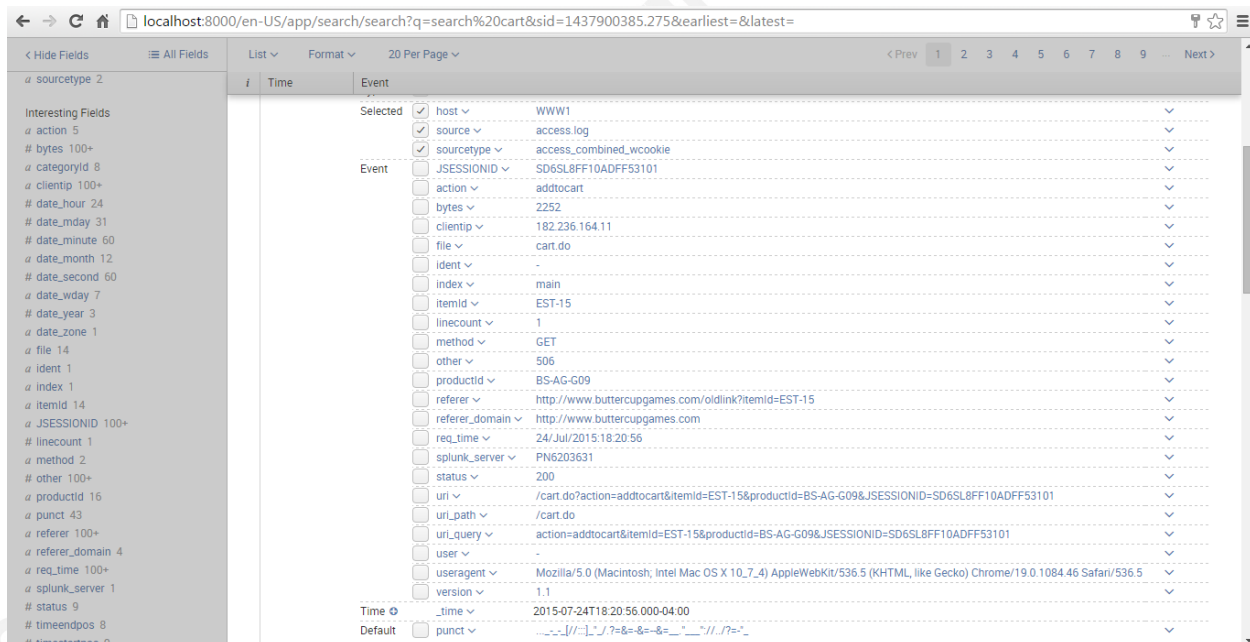 localhost:8000/en-US/app/search/search?q=search%20cart&sid=1437900385.275&earliest=&latest=
< Hide Fields All Fields List Format 20 Per Page < Prev 1 2 3 4 5 6 7 8 9 ... Next >
i Time Event
a sourcetype 2
Interesting Fields
a action 5
# bytes 100+
a categoryId 8
a clientip 100+
# date_hour 24
# date_mday 31
# date_minute 60
a date_month 12
# date_second 60
a date_wday 7
# date_year 3
a date_zone 1
a file 14
a ident 1
a index 1
a itemId 14
a JSESSIONID 100+
# linecount 1
a method 2
# other 100+
a productId 16
a punct 43
a referer 100+
a referer_domain 4
a req_time 100+
a splunk_server 1
# status 9
# timeendpos 8
Selected host WWW1
source access.log
sourcetype access_combined_wcookie
Event JSESSIONID SD6SL8FF10ADFF53101
action addtocart
bytes 2252
clientip 182.236.164.11
file cart.do
ident -
index main
itemId EST-15
linecount 1
method GET
other 506
productId BS-AG-G09
referer http://www.buttercupgames.com/oldlink?itemId=EST-15
referer_domain http://www.buttercupgames.com
req_time 24/Jul/2015:18:20:56
splunk_server PN6203631
status 200
uri /cart.do?action=addtocart&itemId=EST-15&productId=BS-AG-G09&JSESSIONID=SD6SL8FF10ADFF53101
uri_path /cart.do
uri_query action=addtocart&itemId=EST-15&productId=BS-AG-G09&JSESSIONID=SD6SL8FF10ADFF53101
user -
useragent Mozilla/5.0 (Macintosh; Intel Mac OS X 10_7_4) AppleWebKit/536.5 (KHTML, like Gecko) Chrome/19.0.1084.46 Safari/536.5
version 1.1
Time _time 2015-07-24T18:20:56.000-04:00
Default punct